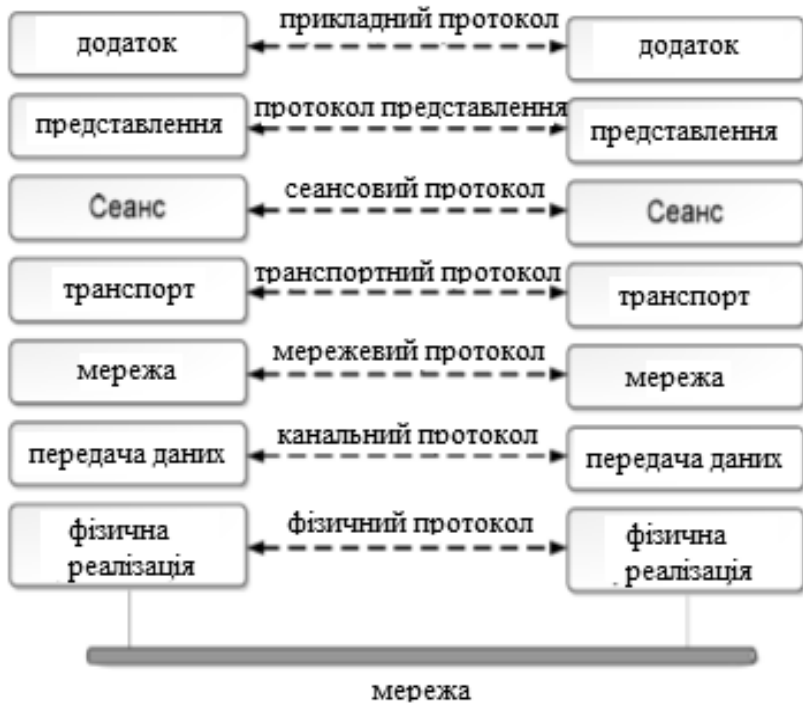 прикладний протокол
додаток
додаток
протокол представлення
представлення
представлення
сеансовий протокол
Сеанс
Сеанс
транспортний протокол
транспорт
транспорт
мережевий протокол
мережа
мережа
канальний протокол
передача даних
передача даних
фізичний протокол
фізична
реалізація
фізична
реалізація
мережа